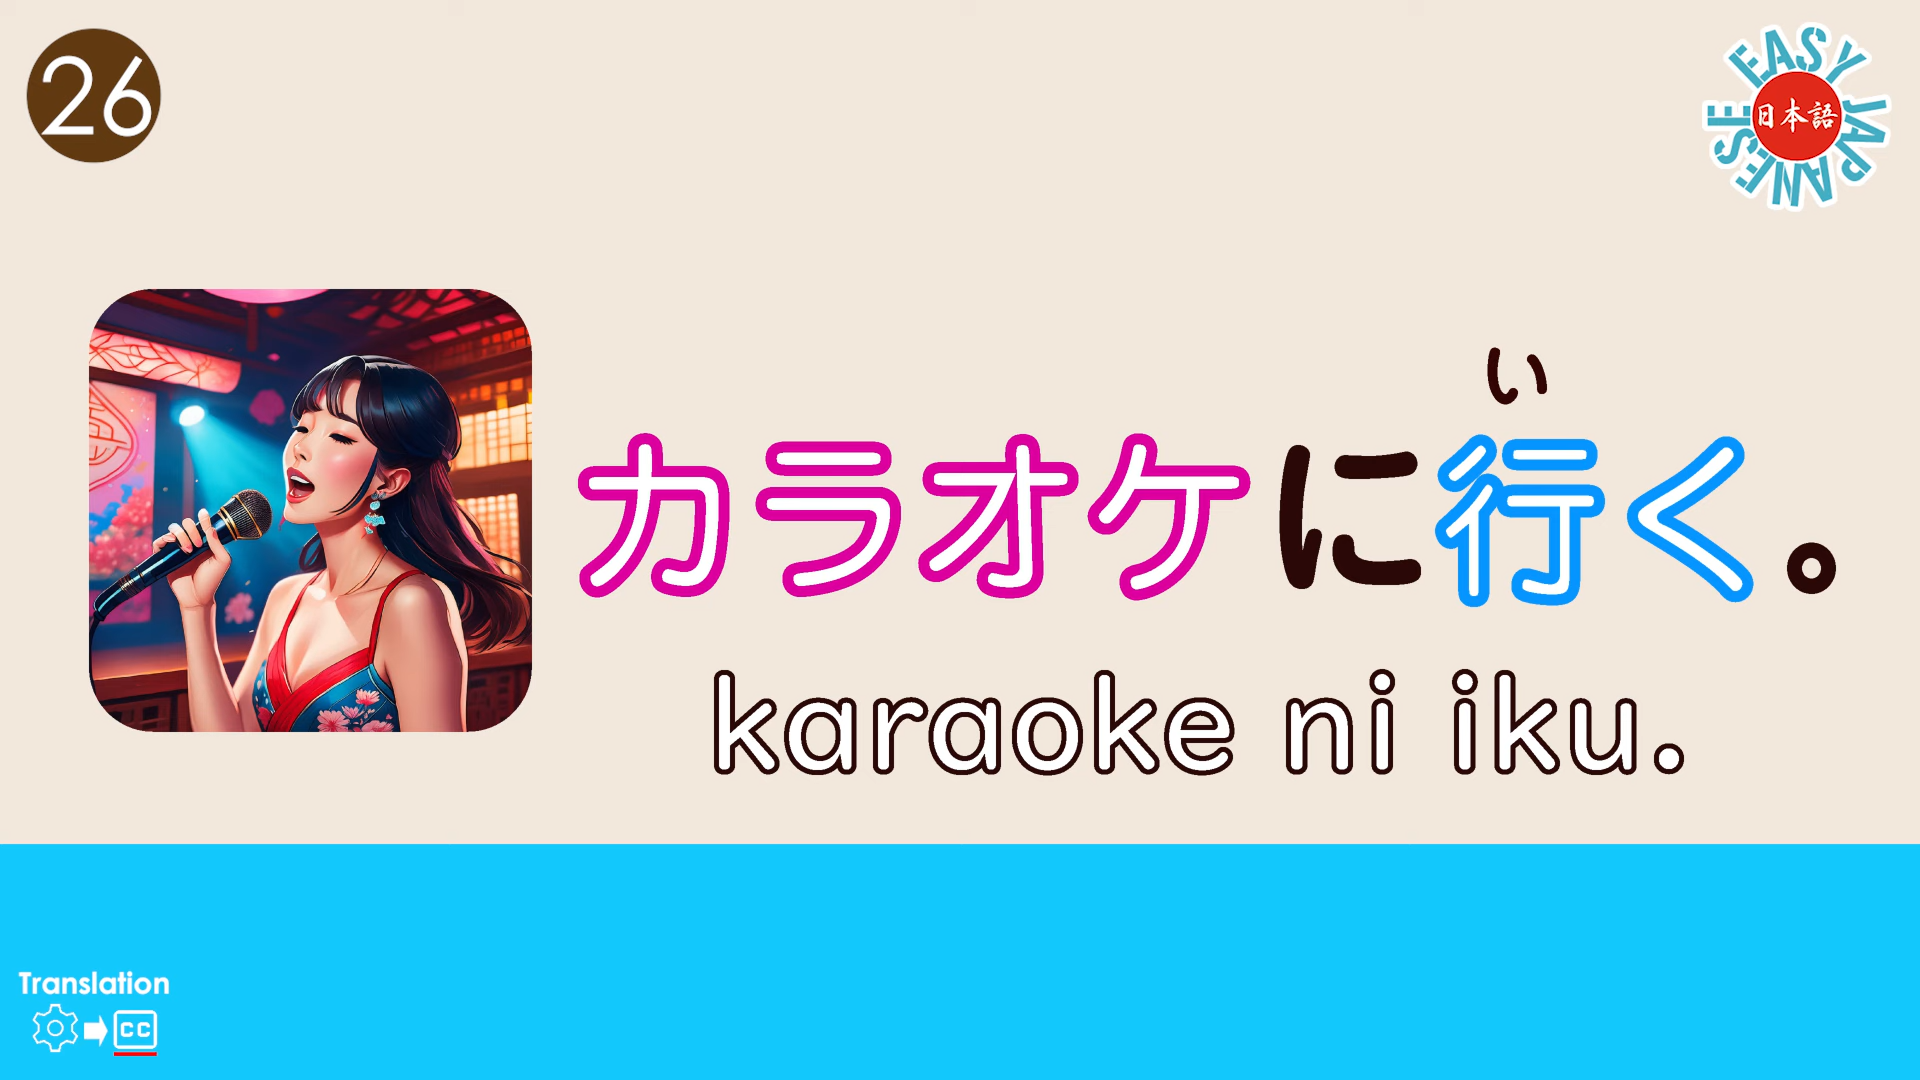 26
EASY JAPANESE
日本語
い
カラオケに行く。
karaoke ni iku.
Translation
CC